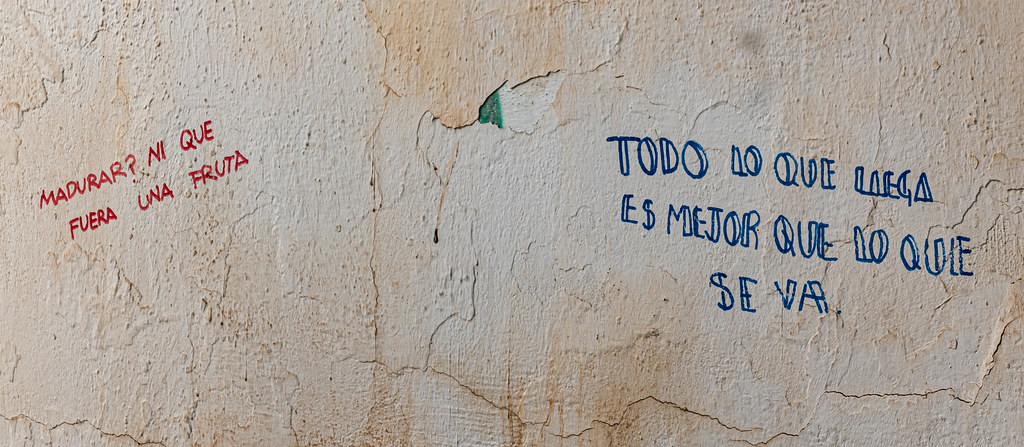 MADURAR? NI QUE
FUERA UNA FRUTA
TODO LO QUE LLEGA
ES MEJOR QUE LO QUE
SE VA.